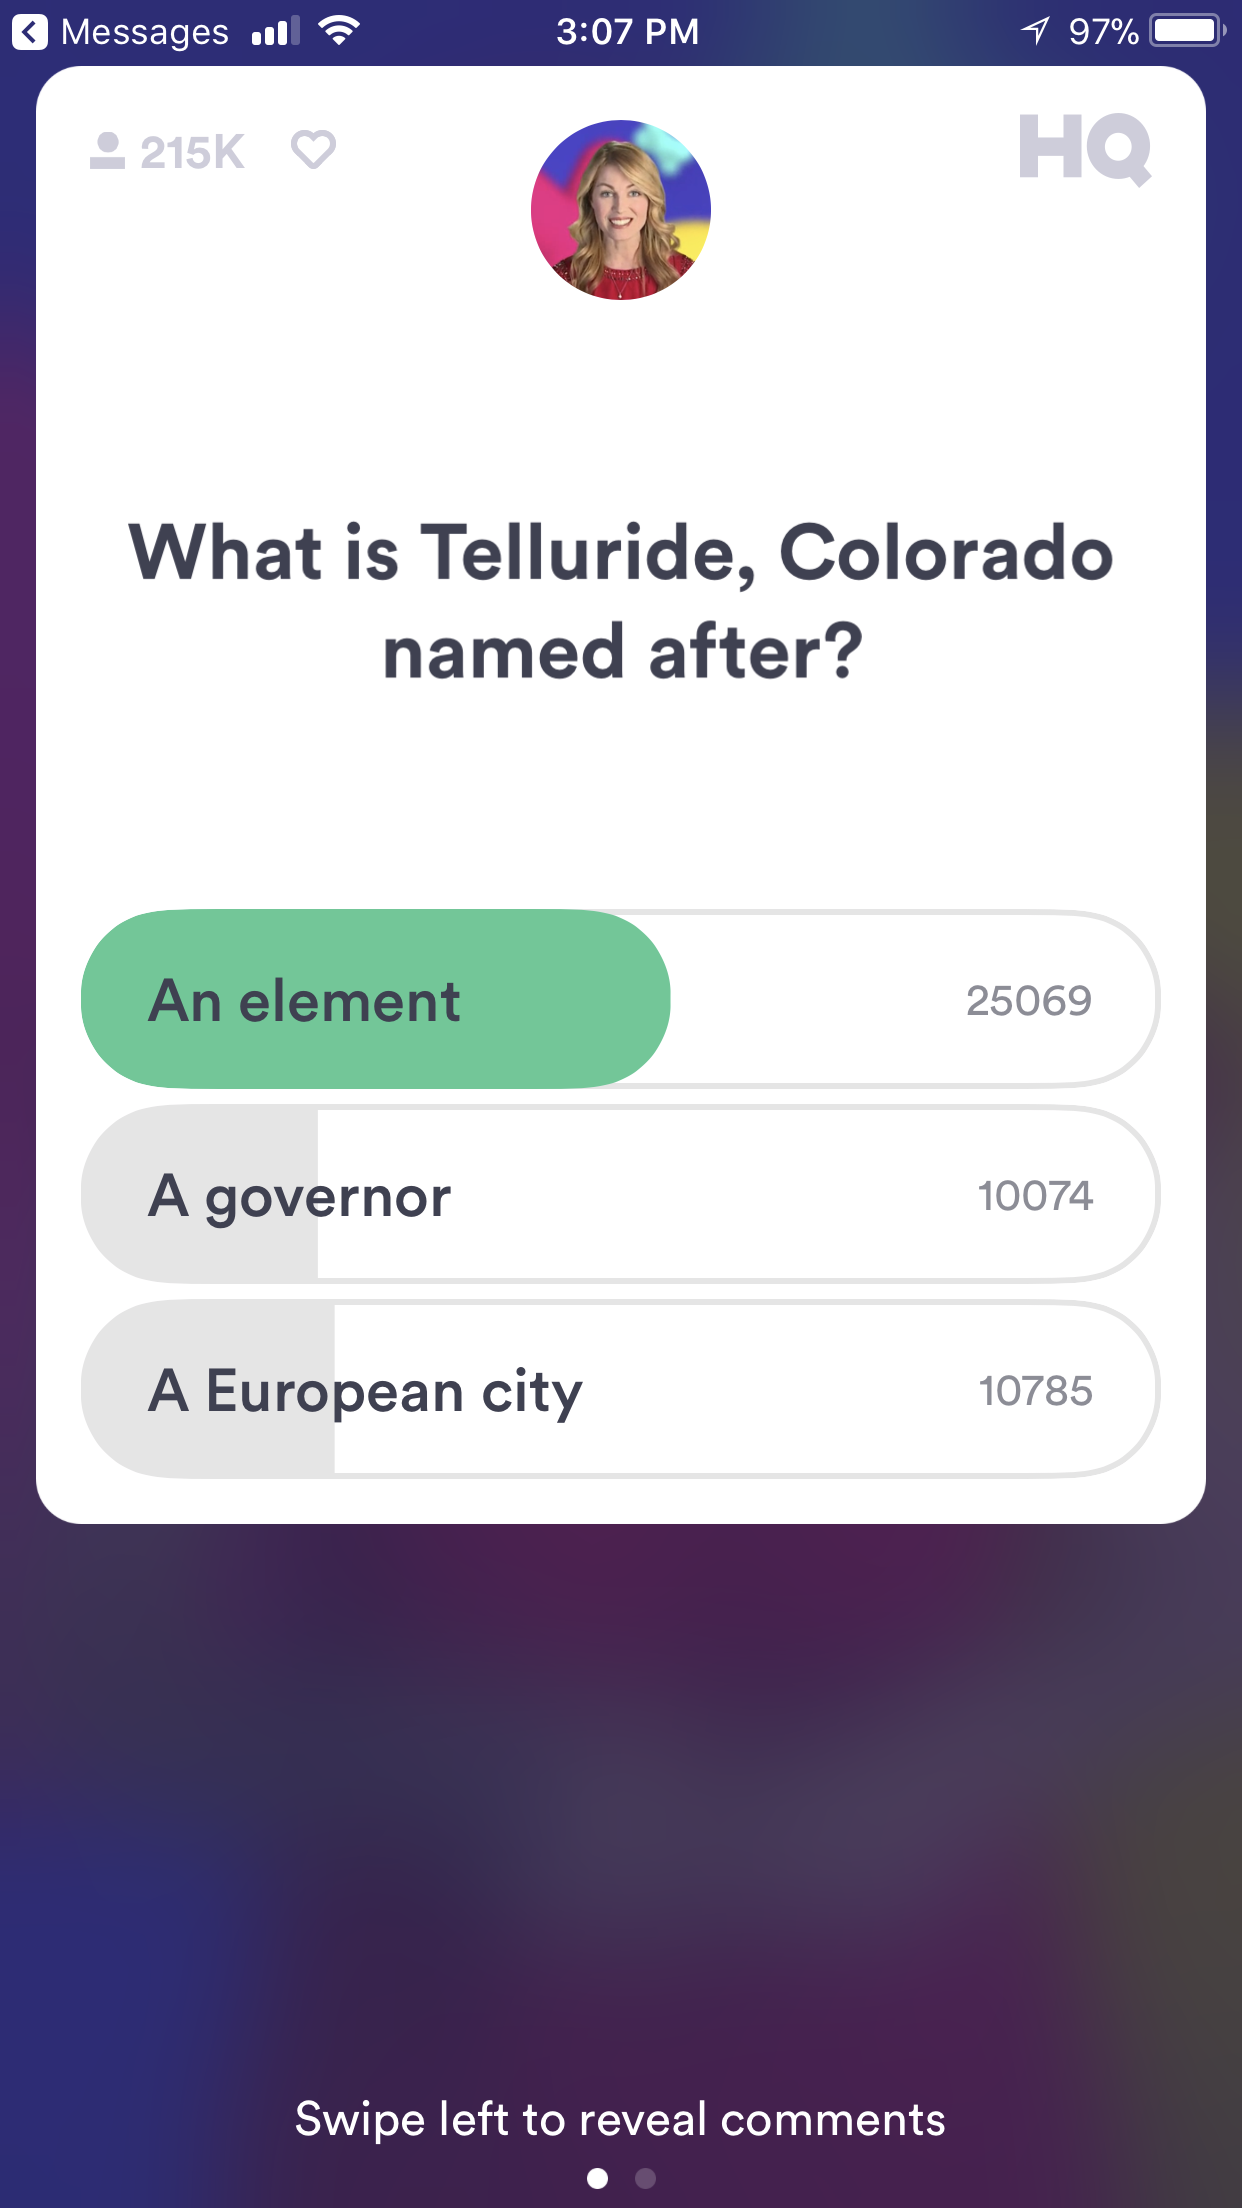 Messages 3:07 PM 97%
215K HQ
What is Telluride, Colorado
named after?
An element 25069
A governor 10074
A European city 10785
Swipe left to reveal comments